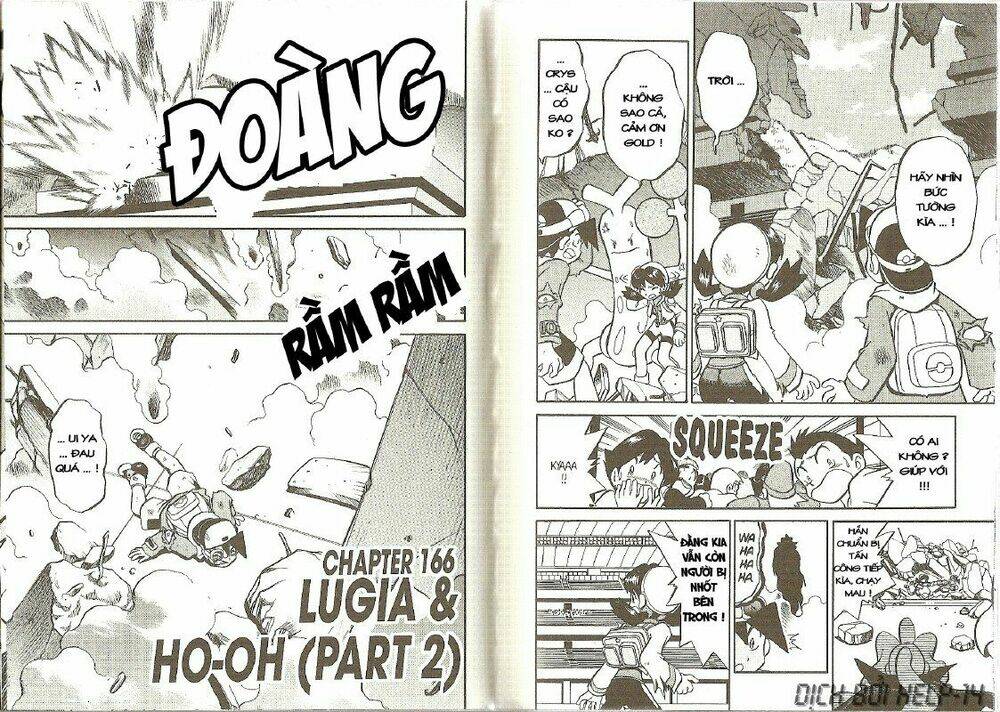 ĐOÀNG
RẦM RẦM
... UI YA
... ĐAU
QUÁ ... !
CHAPTER 166
LUGIA &
HO-OH (PART 2)
TRỜI ...
HÃY NHÌN
BỨC
TƯỜNG
KÌA ... !
...
KHÔNG
SAO CẢ,
CẢM ƠN
GOLD !
CRYS
... CẬU
CÓ
SAO
KO ?
SQUEEZE
CÓ AI
KHÔNG ?
GIÚP VỚI
!!!
KYAAA
!!
HẮN
CHUẨN BỊ
TẤN
CÔNG TIẾP
KÌA, CHẠY
MAU !
WA
HA
HA
HA
ĐẰNG KIA
VẪN CÒN
NGƯỜI BỊ
NHỐT
BÊN
TRONG !
DỊCH BỞI HELP-14